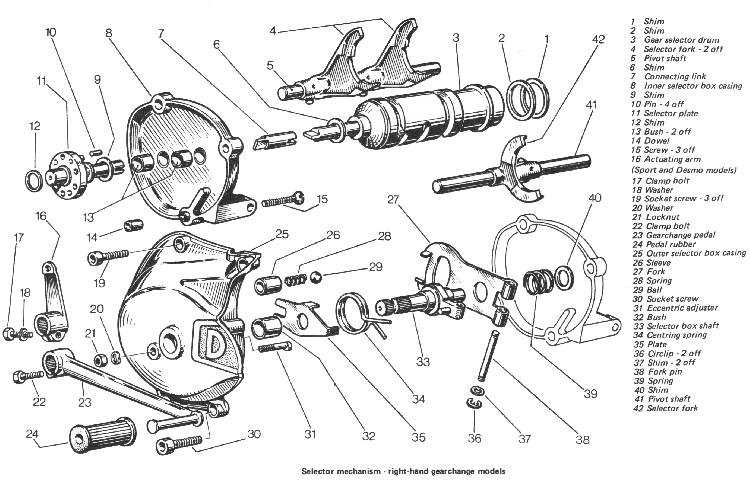 10
8
7
6
4
5
3
2
1
42
11
9
12
41
13
15
14
16
17
18
19
25
26
28
29
27
40
20
21
D
22
23
24
30
31
32
35
34
33
36
37
38
39
1 Shim
2 Shim
3 Gear selector drum
4 Selector fork - 2 off
5 Pivot shaft
6 Shim
7 Connecting link
8 Inner selector box casing
9 Shim
10 Pin - 4 off
11 Selector plate
12 Shim
13 Bush - 2 off
14 Dowel
15 Screw - 3 off
16 Actuating arm
(Sport and Desmo models)
17 Clamp bolt
18 Washer
19 Socket screw - 3 off
20 Washer
21 Locknut
22 Clamp bolt
23 Gearchange pedal
24 Pedal rubber
25 Outer selector box casing
26 Sleeve
27 Fork
28 Spring
29 Ball
30 Socket screw
31 Eccentric adjuster
32 Bush
33 Selector box shaft
34 Centring spring
35 Plate
36 Circlip - 2 off
37 Shim - 2 off
38 Fork pin
39 Spring
40 Shim
41 Pivot shaft
42 Selector fork
Selector mechanism - right-hand gearchange models